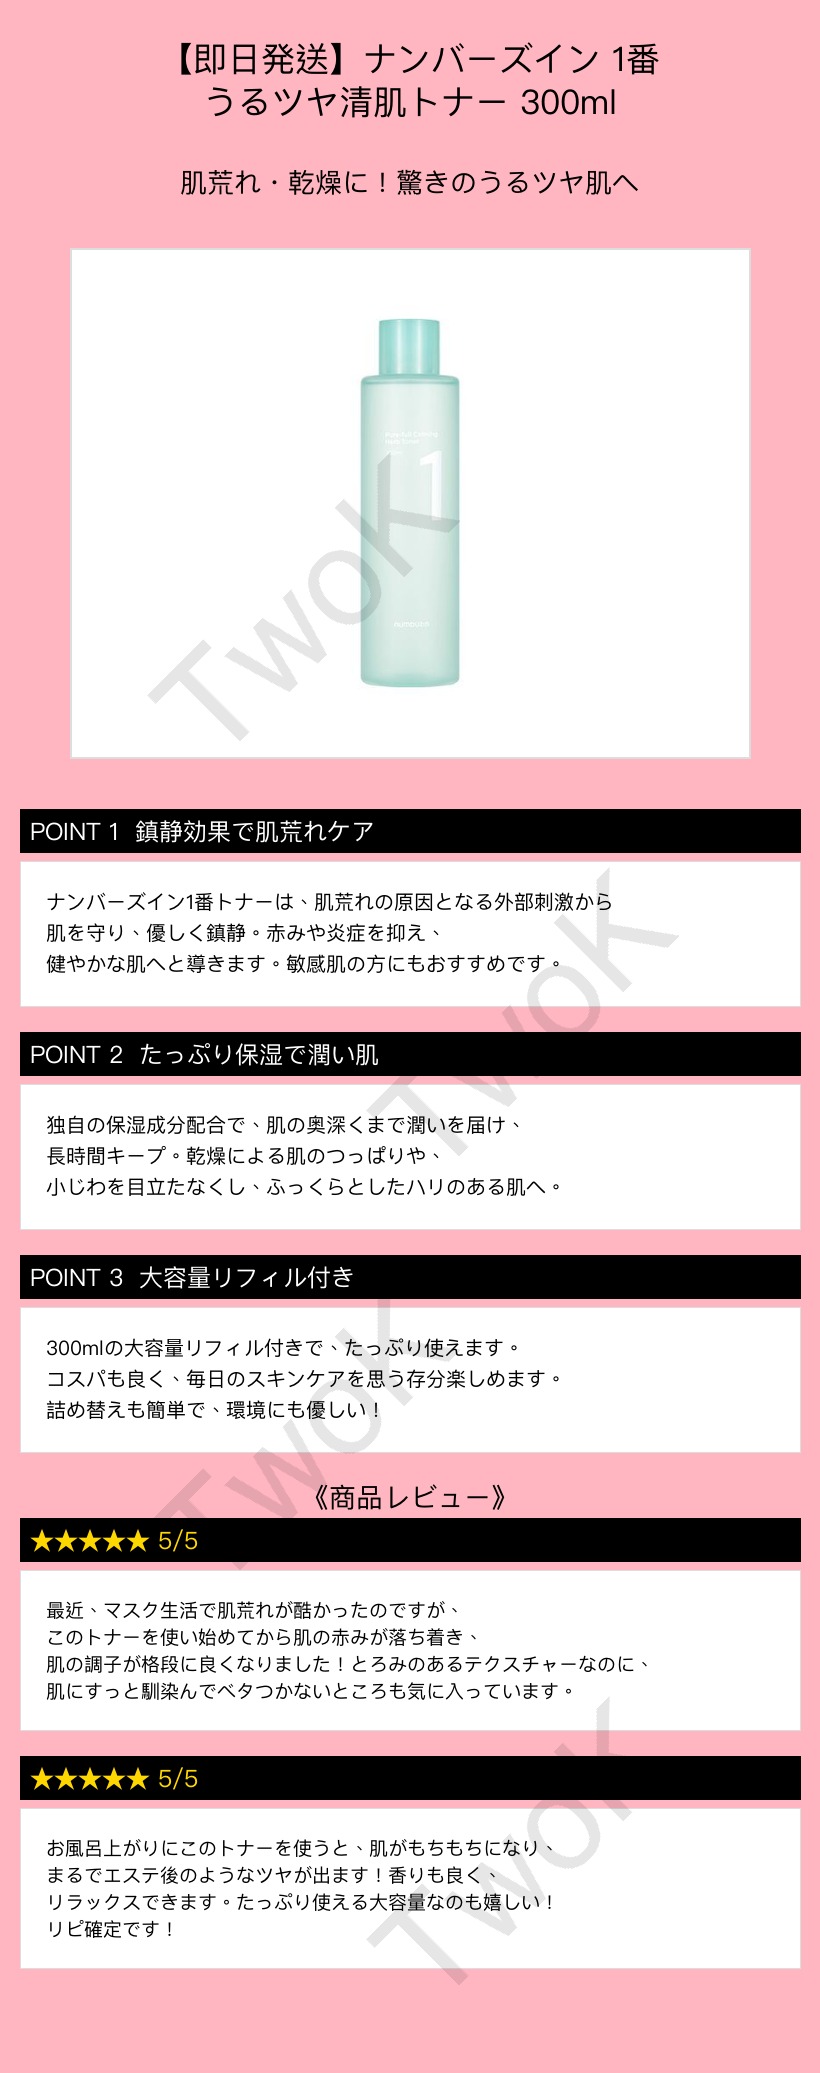 【即日発送】ナンバーズイン 1番
うるツヤ清肌トナー 300ml
肌荒れ・乾燥に！驚きのうるツヤ肌へ
1
numbuzin
TwoK
POINT 1 鎮静効果で肌荒れケア
ナンバーズイン1番トナーは、肌荒れの原因となる外部刺激から
肌を守り、優しく鎮静。赤みや炎症を抑え、
健やかな肌へと導きます。敏感肌の方にもおすすめです。
TwoK
POINT 2 たっぷり保湿で潤い肌
独自の保湿成分配合で、肌の奥深くまで潤いを届け、
長時間キープ。乾燥による肌のつっぱりや、
小じわを目立たなくし、ふっくらとしたハリのある肌へ。
POINT 3 大容量リフィル付き
300mlの大容量リフィル付きで、たっぷり使えます。
コスパも良く、毎日のスキンケアを思う存分楽しめます。
詰め替えも簡単で、環境にも優しい！
TwoK
《商品レビュー》
★★★★★ 5/5
最近、マスク生活で肌荒れが酷かったのですが、
このトナーを使い始めてから肌の赤みが落ち着き、
肌の調子が格段に良くなりました！とろみのあるテクスチャーなのに、
肌にすっと馴染んでベタつかないところも気に入っています。
★★★★★ 5/5
お風呂上がりにこのトナーを使うと、肌がもちもちになり、
まるでエステ後のようなツヤが出ます！香りも良く、
リラックスできます。たっぷり使える大容量なのも嬉しい！
リピ確定です！
TwoK